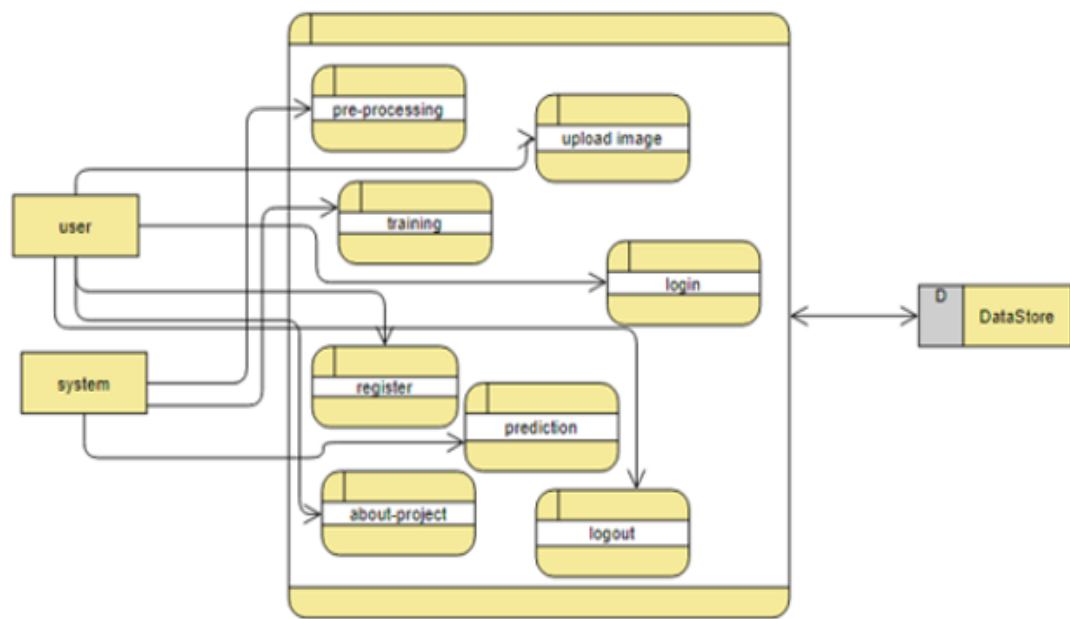 pre-processing
upload image
user
training
login
D
DataStore
system
register
prediction
about-project
logout